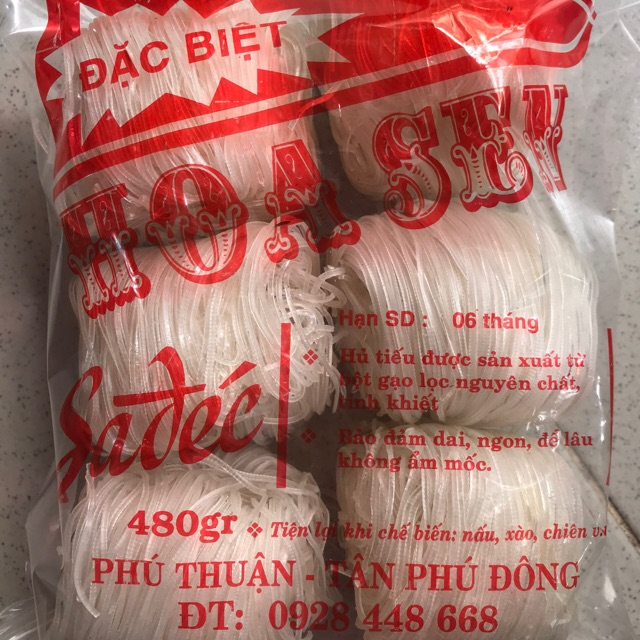 ĐẶC BIỆT
HOA SEN
Sađéc
Hạn SD : 06 tháng
❖ Hủ tiếu được sản xuất từ
bột gạo lọc nguyên chất,
tinh khiết
❖ Bảo đảm dai, ngon, để lâu
không ẩm mốc.
480gr
❖ Tiện lợi khi chế biến: nấu, xào, chiên
PHÚ THUẬN - TÂN PHÚ ĐÔNG
ĐT: 0928 448 668